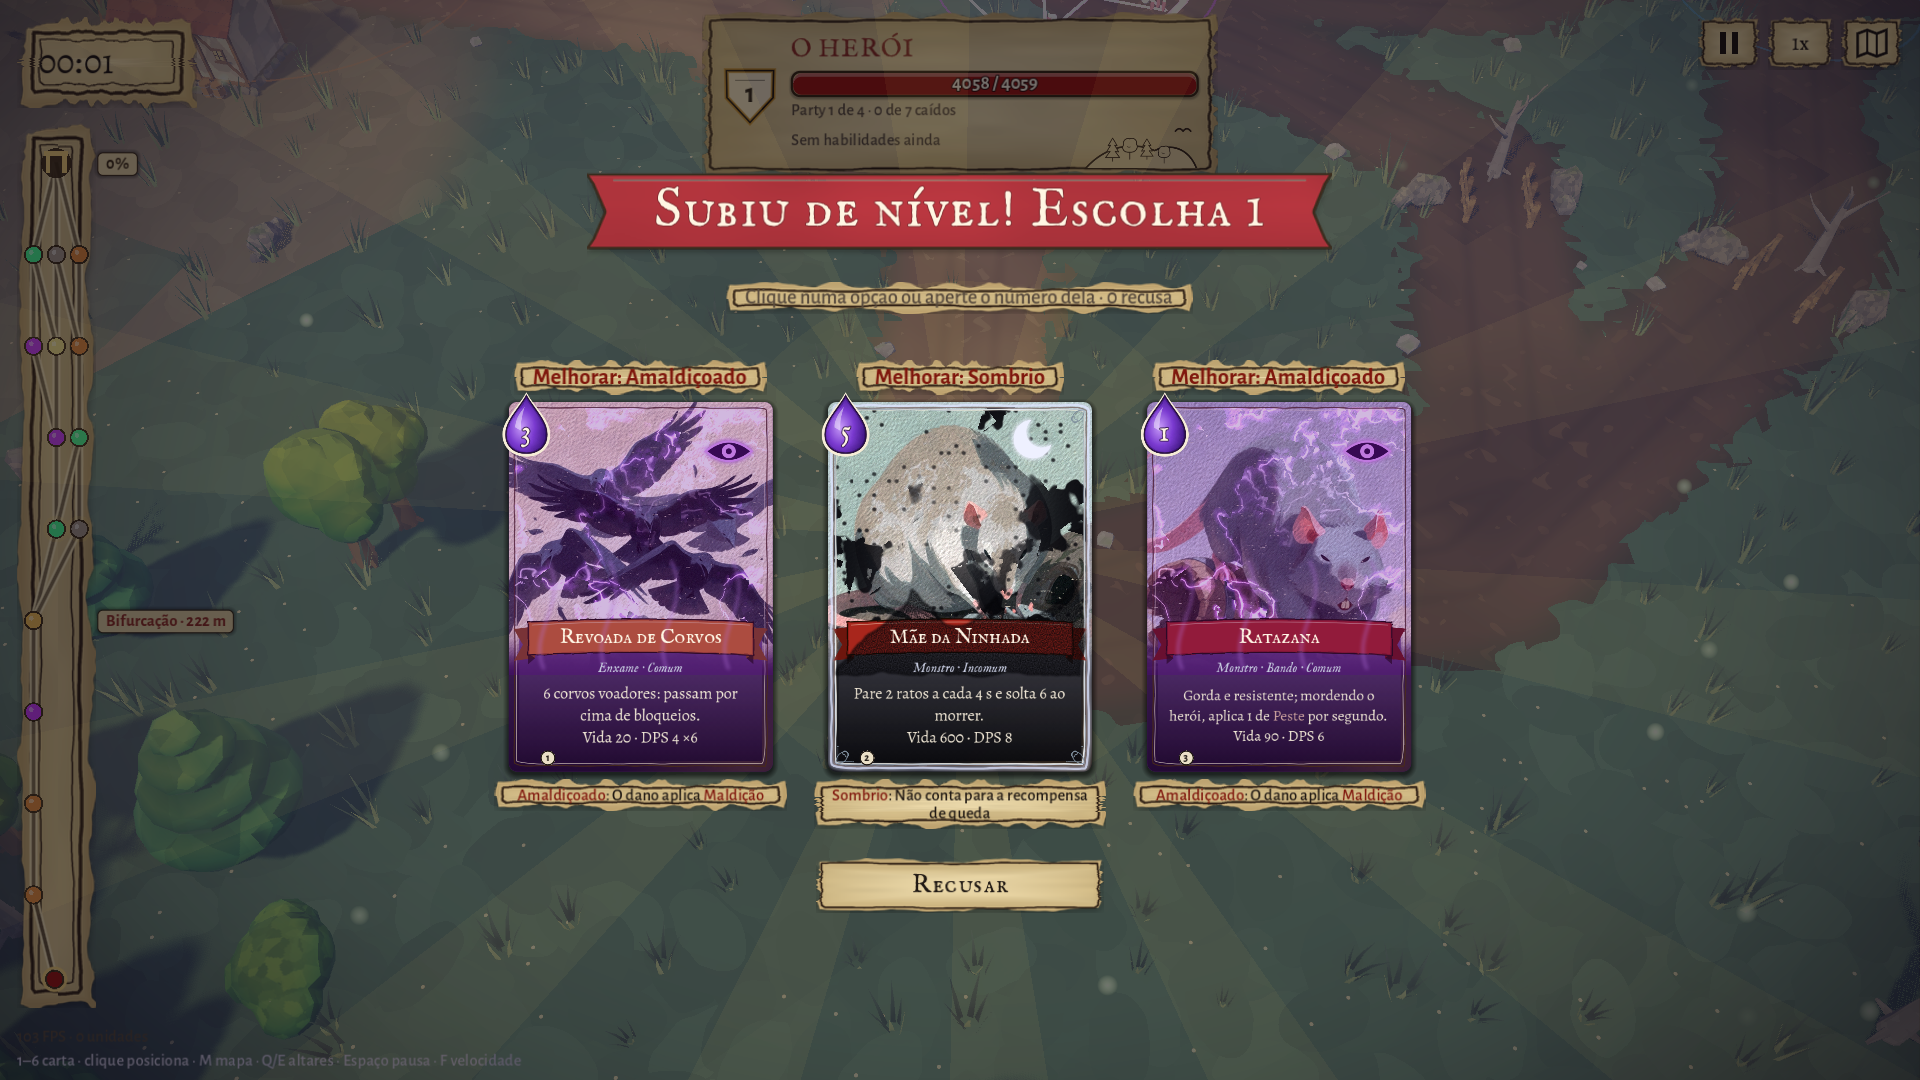 00:01
O HERÓI
1
4058 / 4059
Party 1 de 4 · 0 de 7 caídos
Sem habilidades ainda
1x
0%
Subiu de nível! Escolha 1
Clique numa opção ou aperte o número dela · 0 recusa
Melhorar: Amaldiçoado
3
Revoada de Corvos
Enxame · Comum
6 corvos voadores: passam por
cima de bloqueios.
Vida 20 · DPS 4 ×6
1
Amaldiçoado: O dano aplica Maldição
Melhorar: Sombrio
5
Mãe da Ninhada
Monstro · Incomum
Pare 2 ratos a cada 4 s e solta 6 ao
morrer.
Vida 600 · DPS 8
2
Sombrio: Não conta para a recompensa
de queda
Melhorar: Amaldiçoado
1
Ratazana
Monstro · Bando · Comum
Gorda e resistente; mordendo o
herói, aplica 1 de Peste por segundo.
Vida 90 · DPS 6
3
Amaldiçoado: O dano aplica Maldição
Bifurcação · 222 m
Recusar
1–6 carta · clique posiciona · M mapa · Q/E altares · Espaço pausa · F velocidade